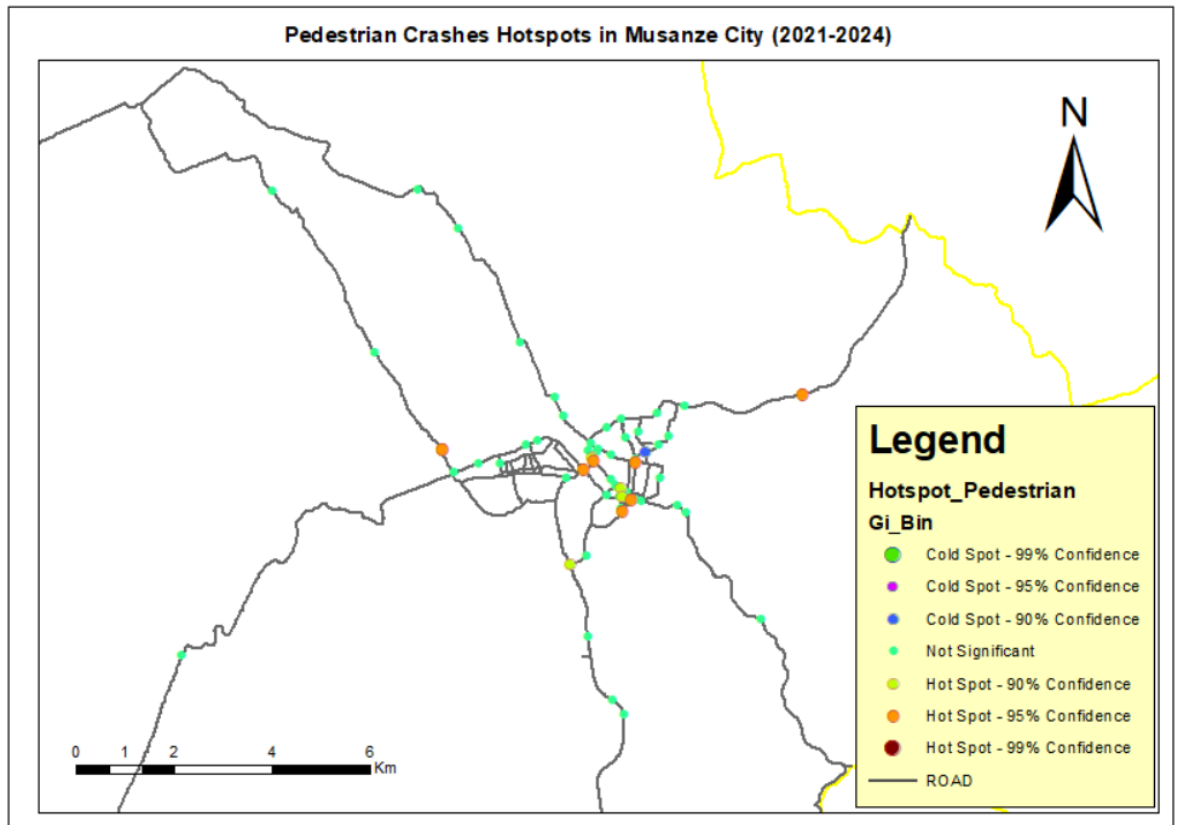 Pedestrian Crashes Hotspots in Musanze City (2021-2024)
N
Legend
Hotspot_Pedestrian
Gi_Bin
Cold Spot - 99% Confidence
Cold Spot - 95% Confidence
Cold Spot - 90% Confidence
Not Significant
Hot Spot - 90% Confidence
Hot Spot - 95% Confidence
Hot Spot - 99% Confidence
ROAD
0 1 2 4 6
Km